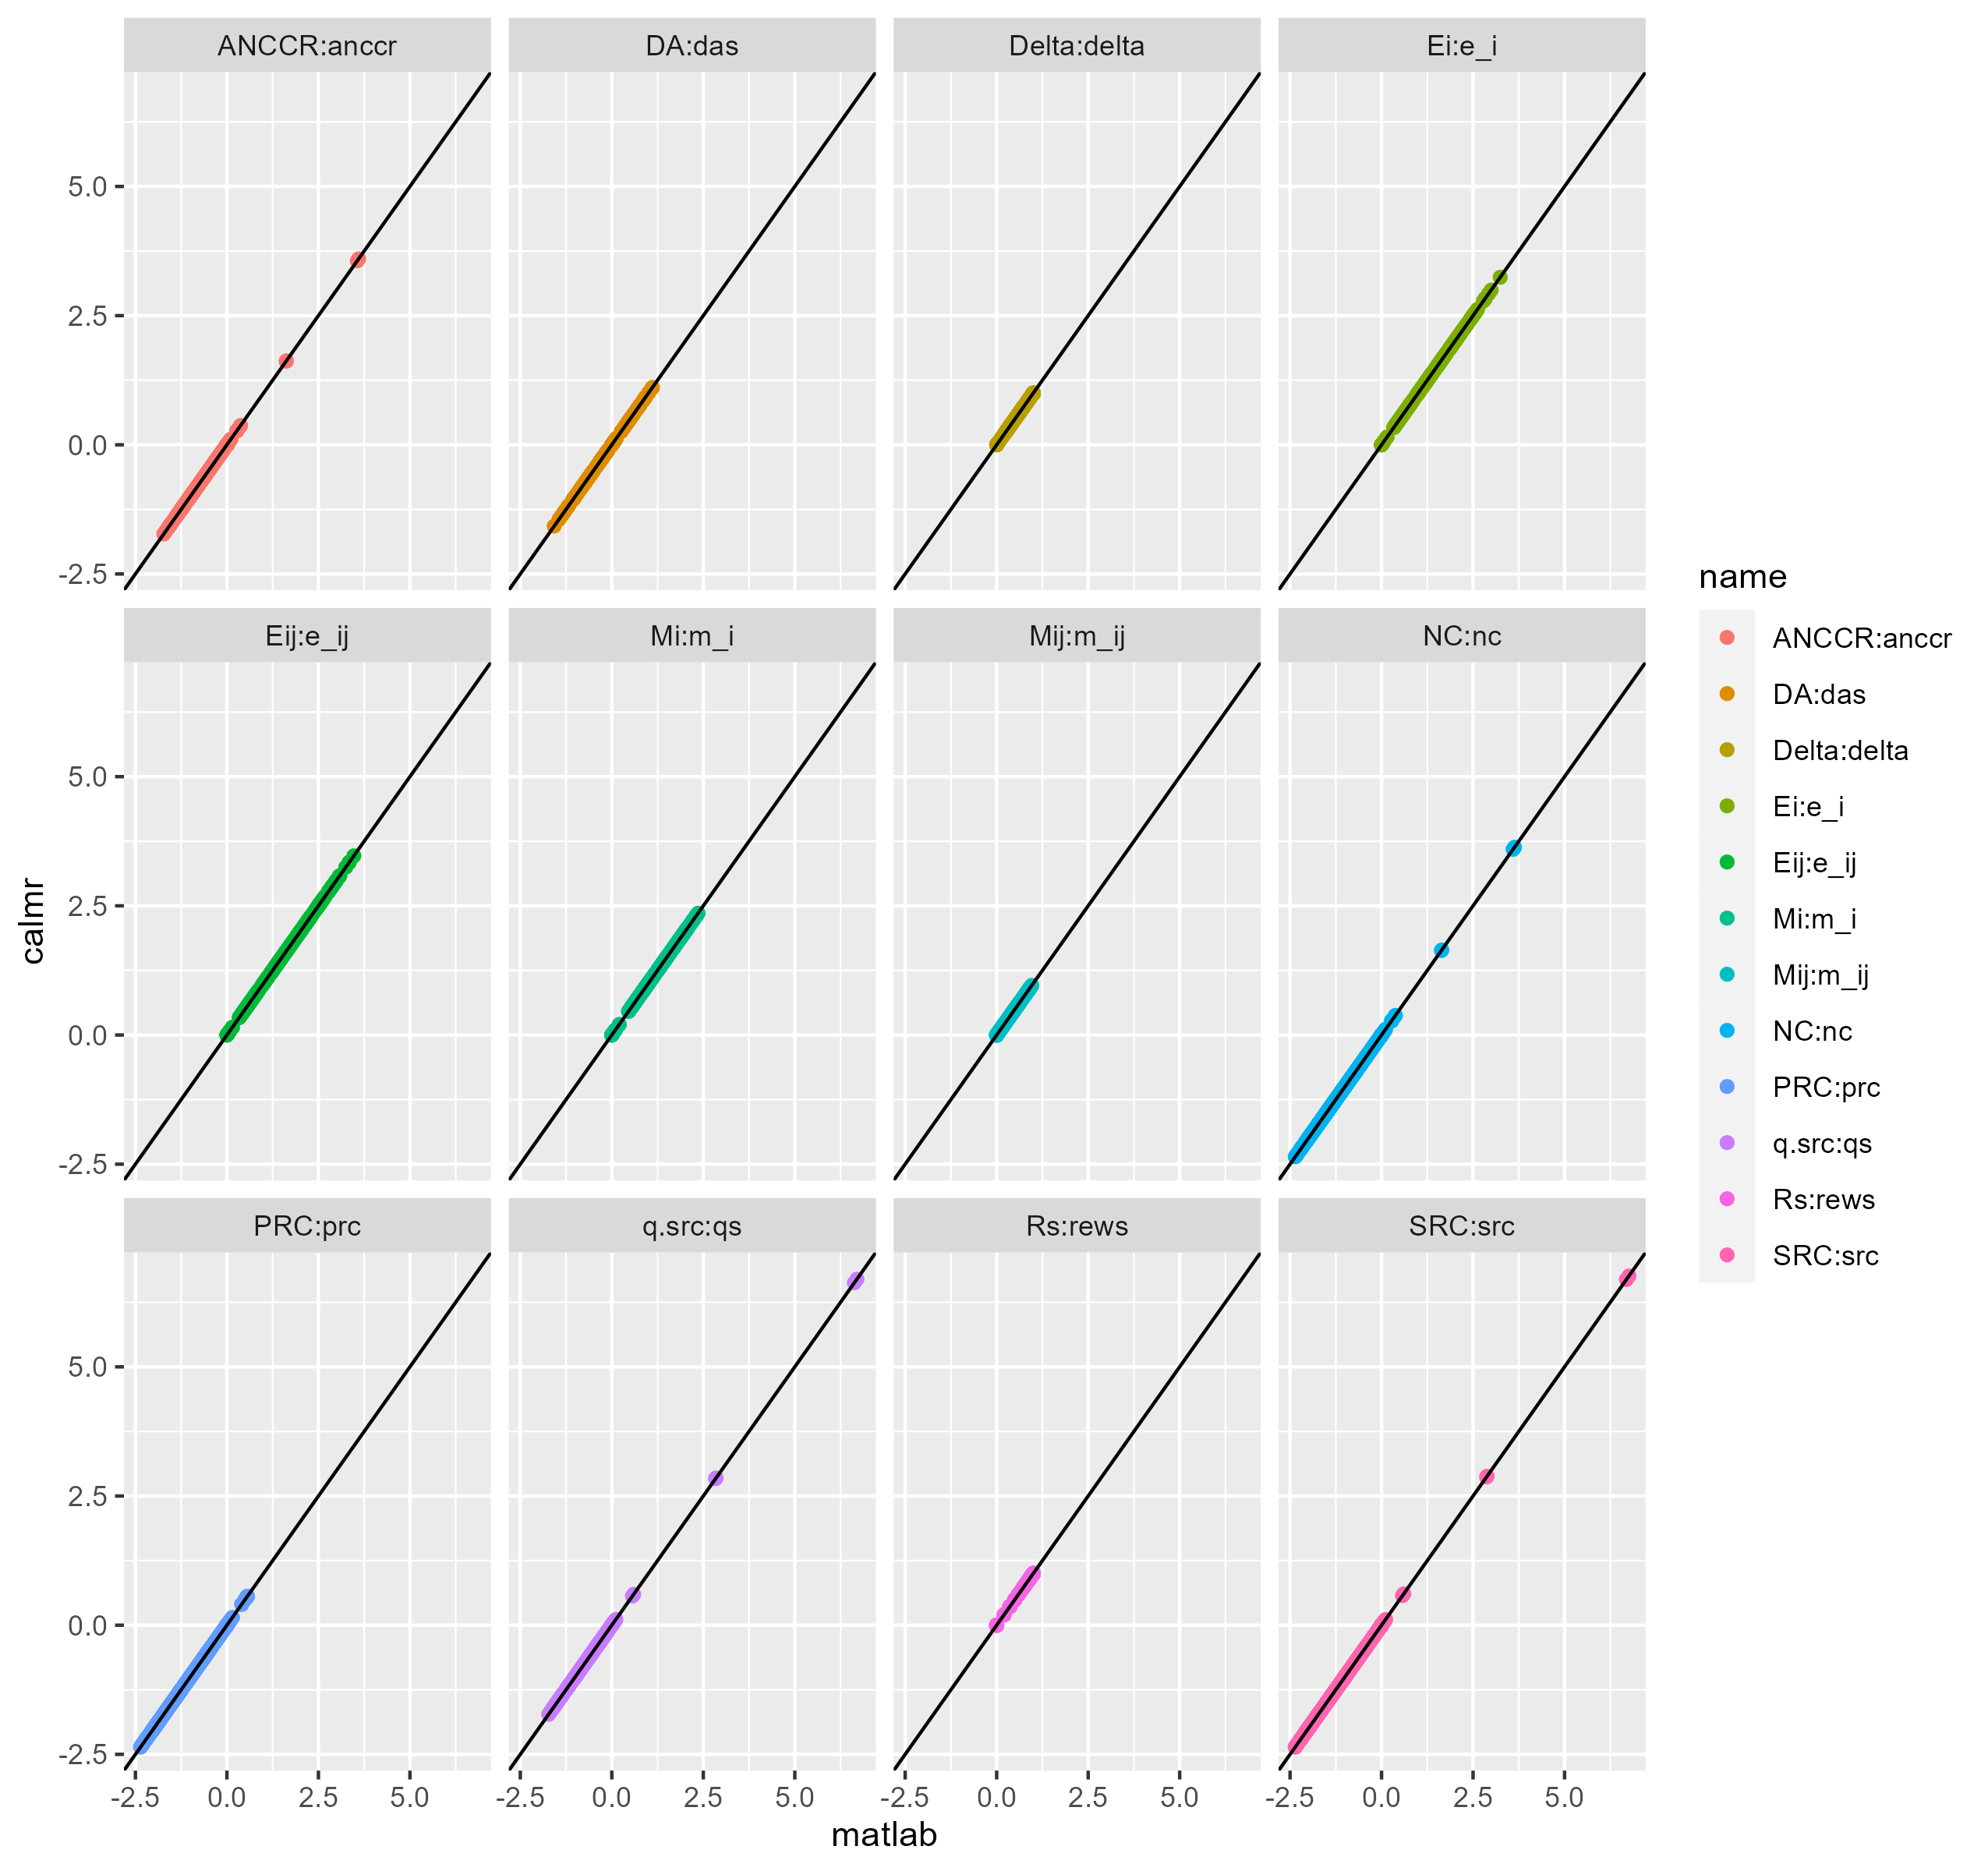 ANCCR:anccr DA:das Delta:delta Ei:e_i
5.0
2.5
0.0
-2.5
Eij:e_ij Mi:m_i Mij:m_ij NC:nc
5.0
2.5
0.0
-2.5
PRC:prc q.src:qs Rs:rews SRC:src
5.0
2.5
0.0
-2.5
-2.5 0.0 2.5 5.0 -2.5 0.0 2.5 5.0 -2.5 0.0 2.5 5.0 -2.5 0.0 2.5 5.0
matlab
calmr
name
ANCCR:anccr
DA:das
Delta:delta
Ei:e_i
Eij:e_ij
Mi:m_i
Mij:m_ij
NC:nc
PRC:prc
q.src:qs
Rs:rews
SRC:src